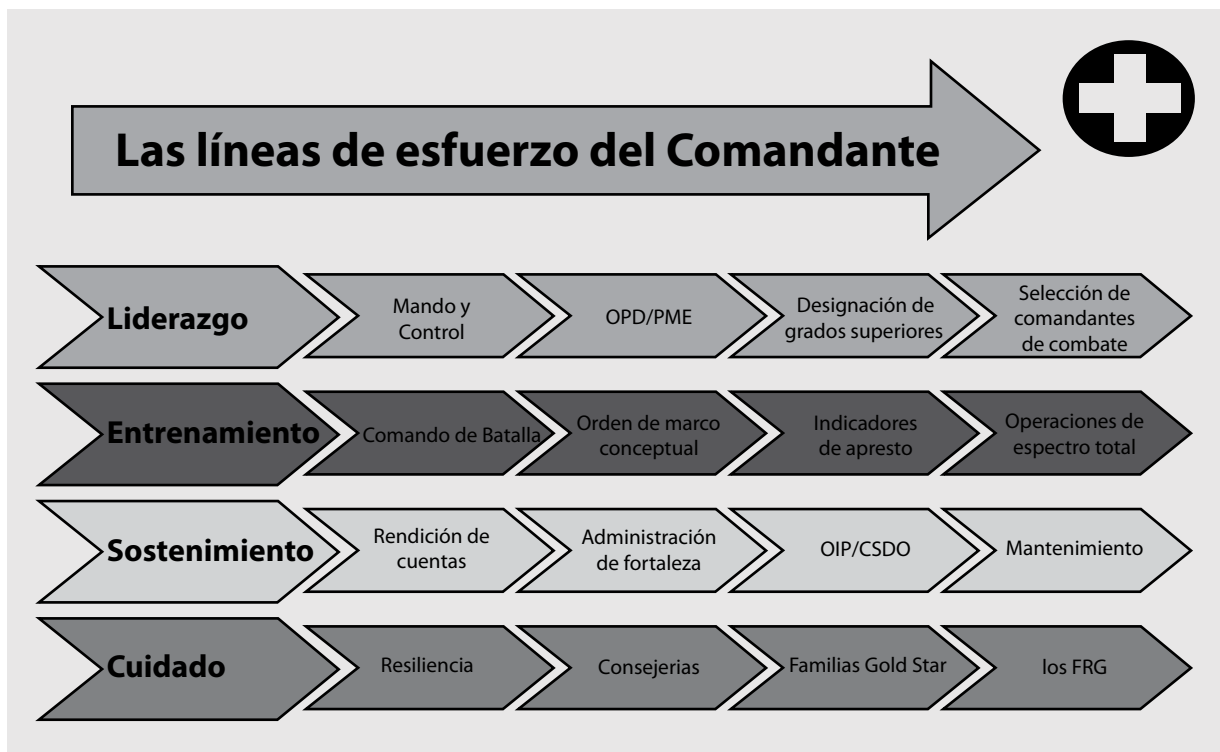 Las líneas de esfuerzo del Comandante
Liderazgo
Mando y
Control
OPD/PME
Designación de
grados superiores
Selección de
comandantes
de combate
Entrenamiento
Comando de Batalla
Orden de marco
conceptual
Indicadores
de apresto
Operaciones de
espectro total
Sostenimiento
Rendición de
cuentas
Administración
de fortaleza
OIP/CSDO
Mantenimiento
Cuidado
Resiliencia
Consejerias
Familias Gold Star
los FRG